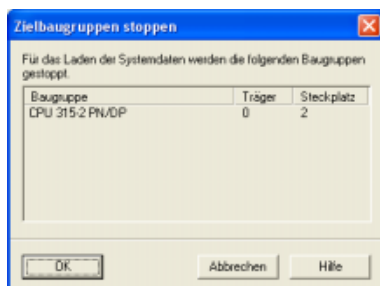 Zielbaugruppen stoppen
Für das Laden der Systemdaten werden die folgenden Baugruppen
gestoppt.
Baugruppe Träger Steckplatz
CPU 315-2 PN/DP 0 2
OK Abbrechen Hilfe